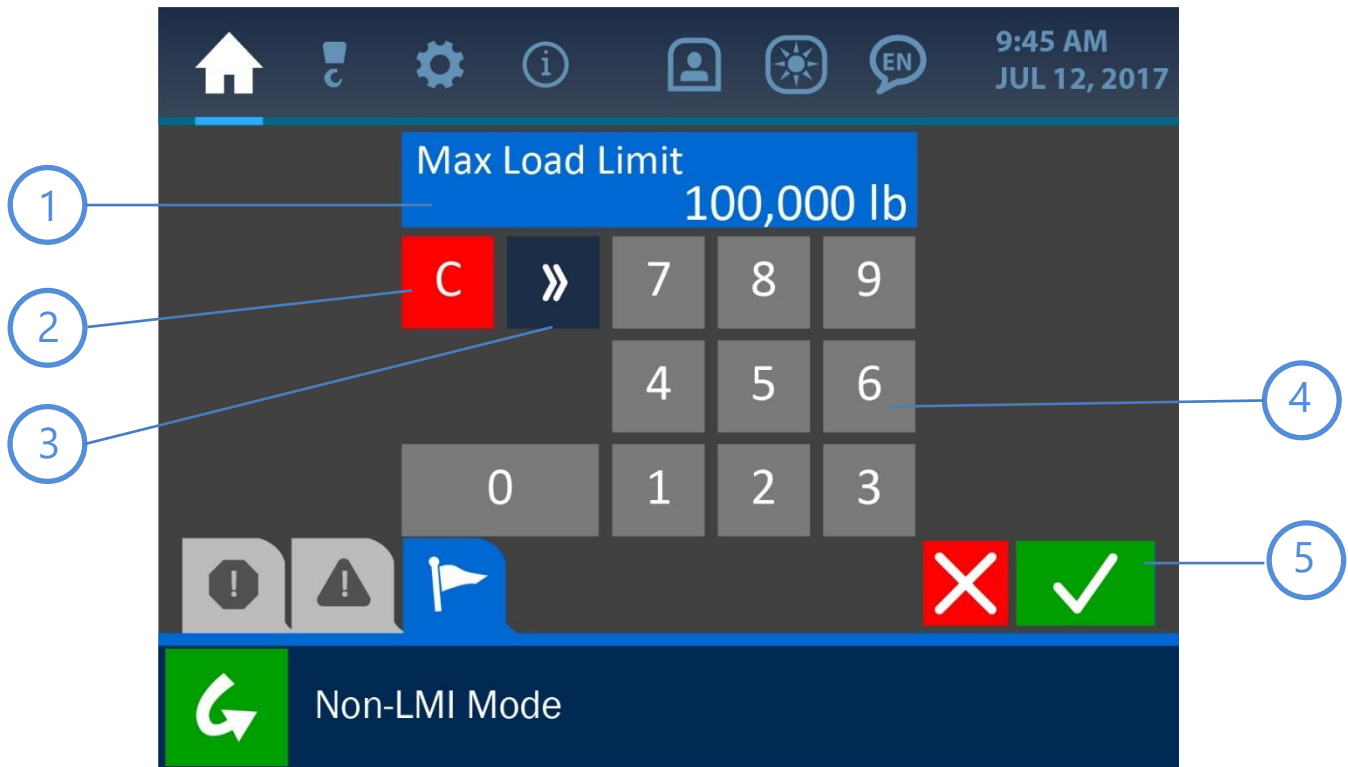 EN
9:45 AM
JUL 12, 2017
Max Load Limit
100,000 lb
1
C » 7 8 9
2
4 5 6
4
3
0 1 2 3
5
Non-LMI Mode